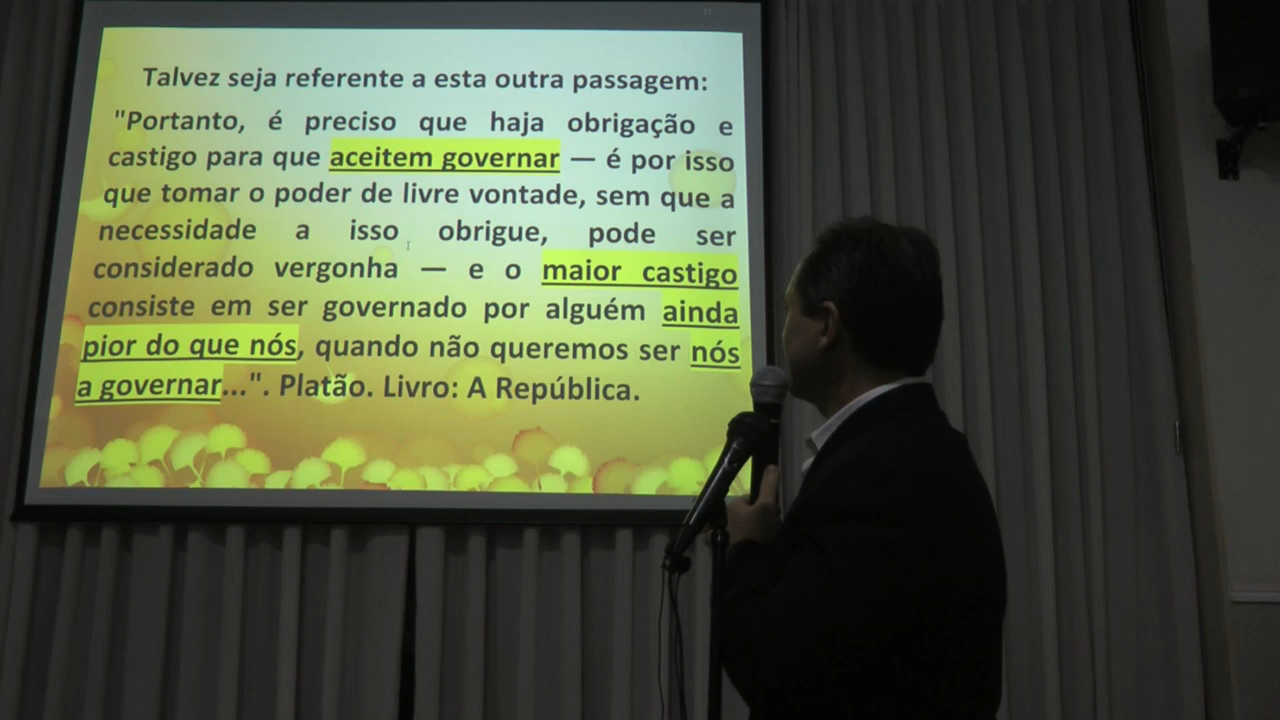 Talvez seja referente a esta outra passagem:
"Portanto, é preciso que haja obrigação e
castigo para que aceitem governar — é por isso
que tomar o poder de livre vontade, sem que a
necessidade a isso obrigue, pode ser
considerado vergonha — e o maior castigo
consiste em ser governado por alguém ainda
pior do que nós, quando não queremos ser nós
a governar...". Platão. Livro: A República.